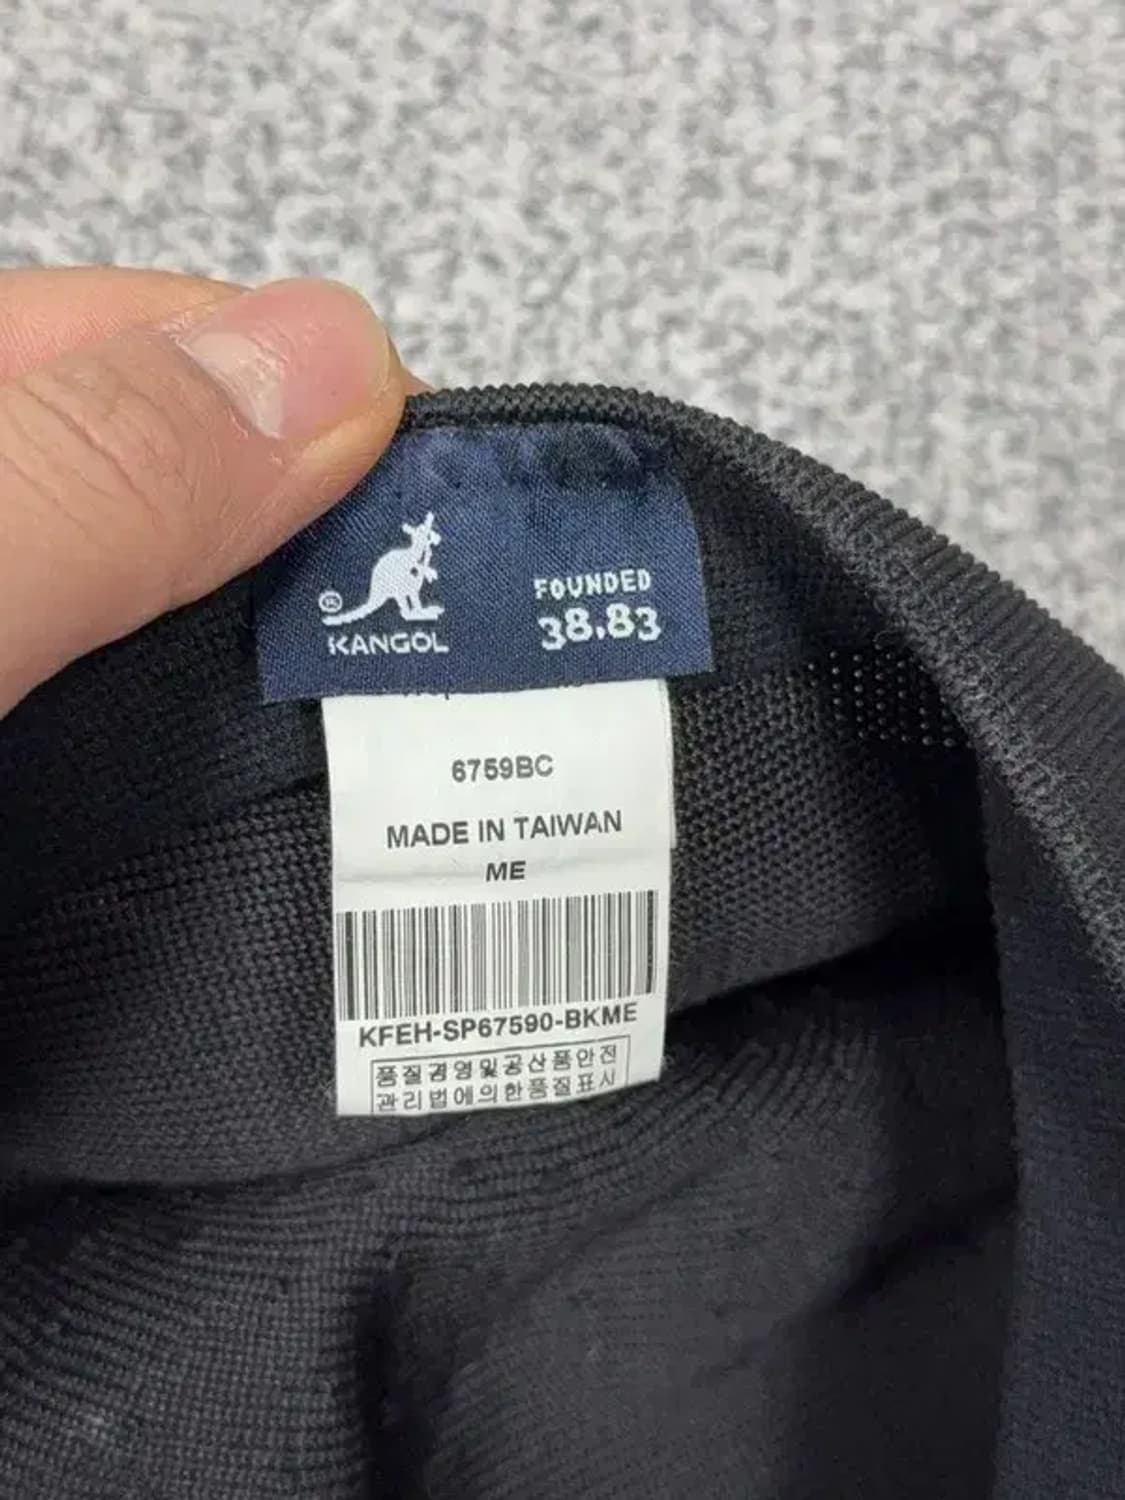 ®
KANGOL
FOUNDED
38.83
6759BC
MADE IN TAIWAN
ME
KFEH-SP67590-BKME
품질경영및공산품안전
관리법에의한품질표시